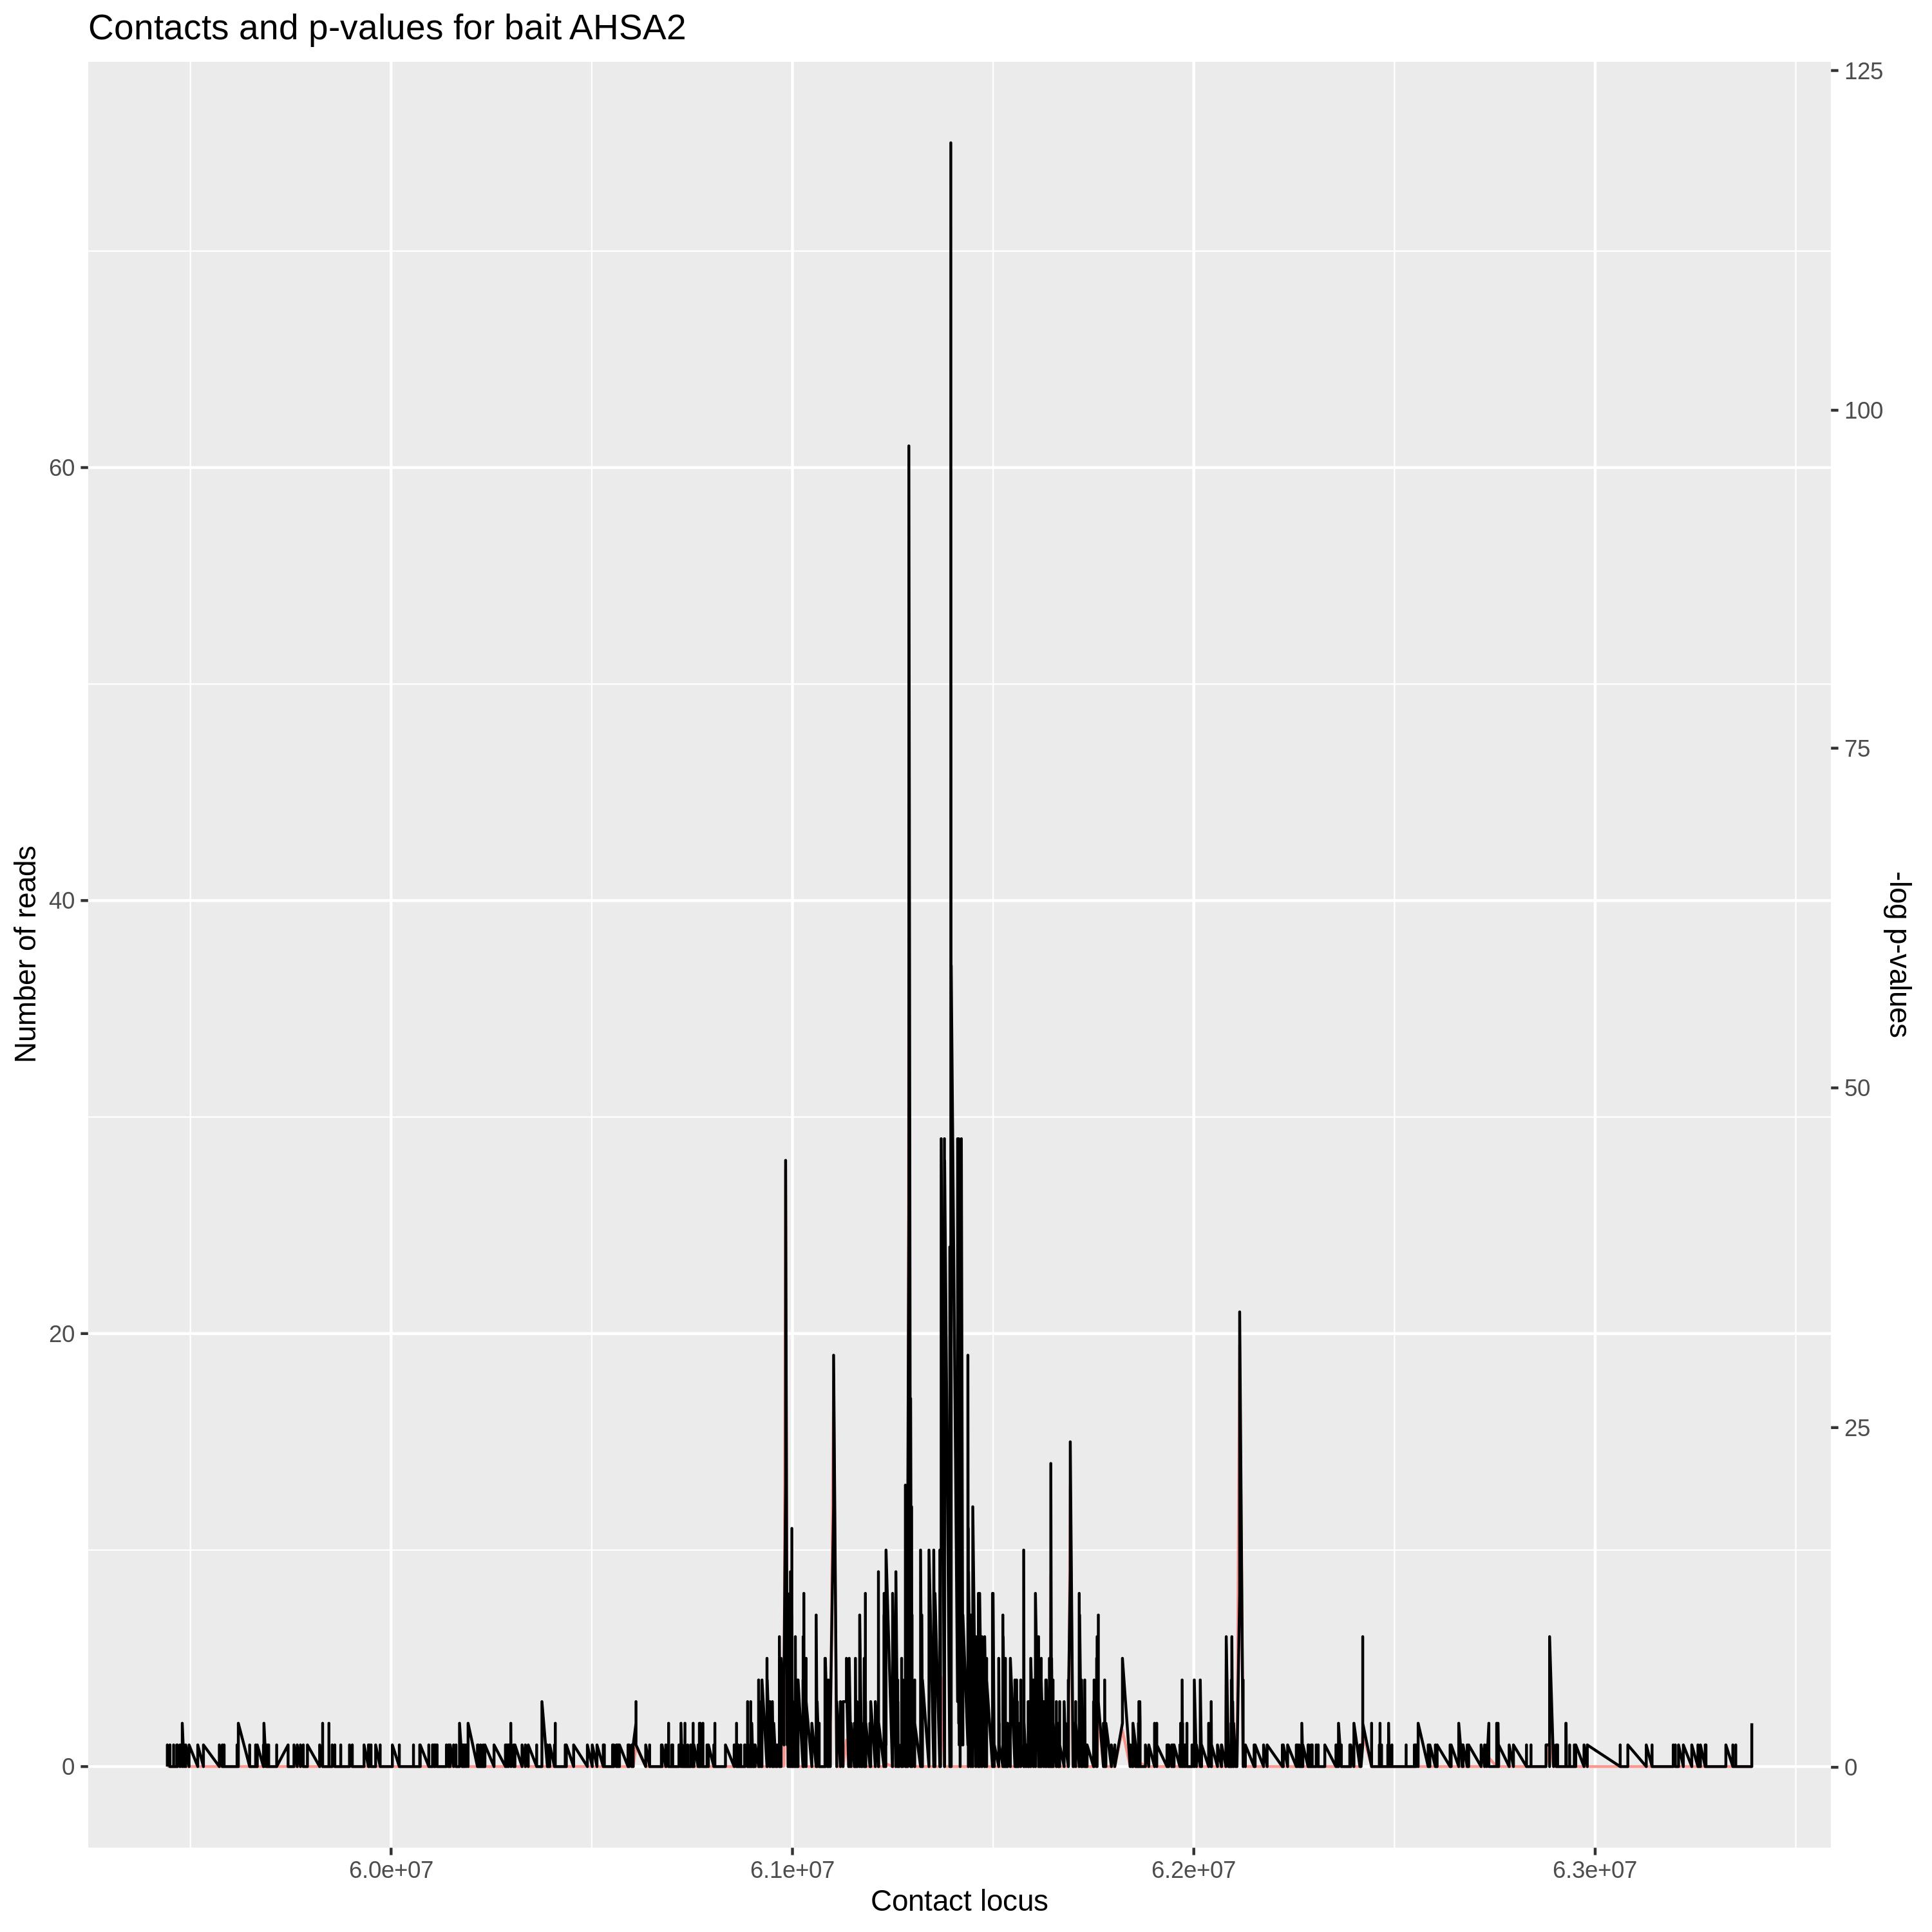 Contacts and p-values for bait AHSA2
125
100
75
50
25
0
60
40
20
0
Number of reads
-log p-values
6.0e+07
6.1e+07
6.2e+07
6.3e+07
Contact locus